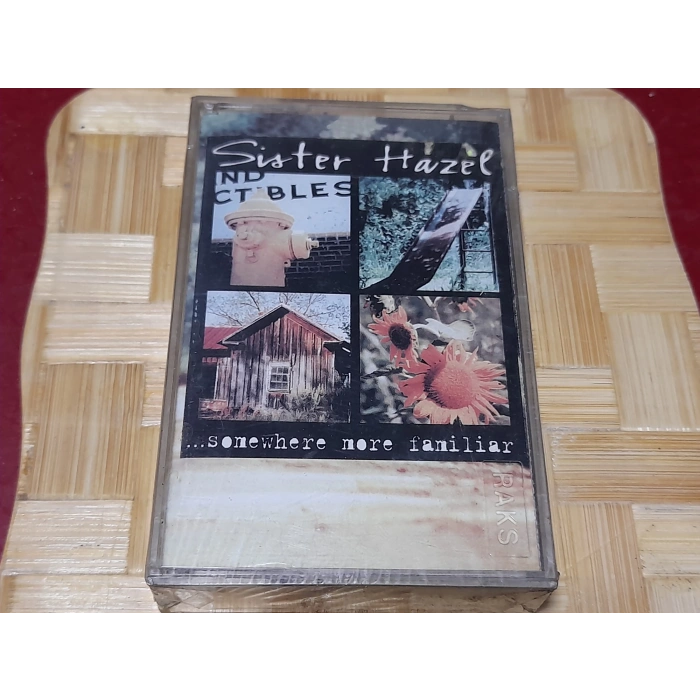 Sister Hazel
ND
CT BLES
...somewhere more familiar
RAKS